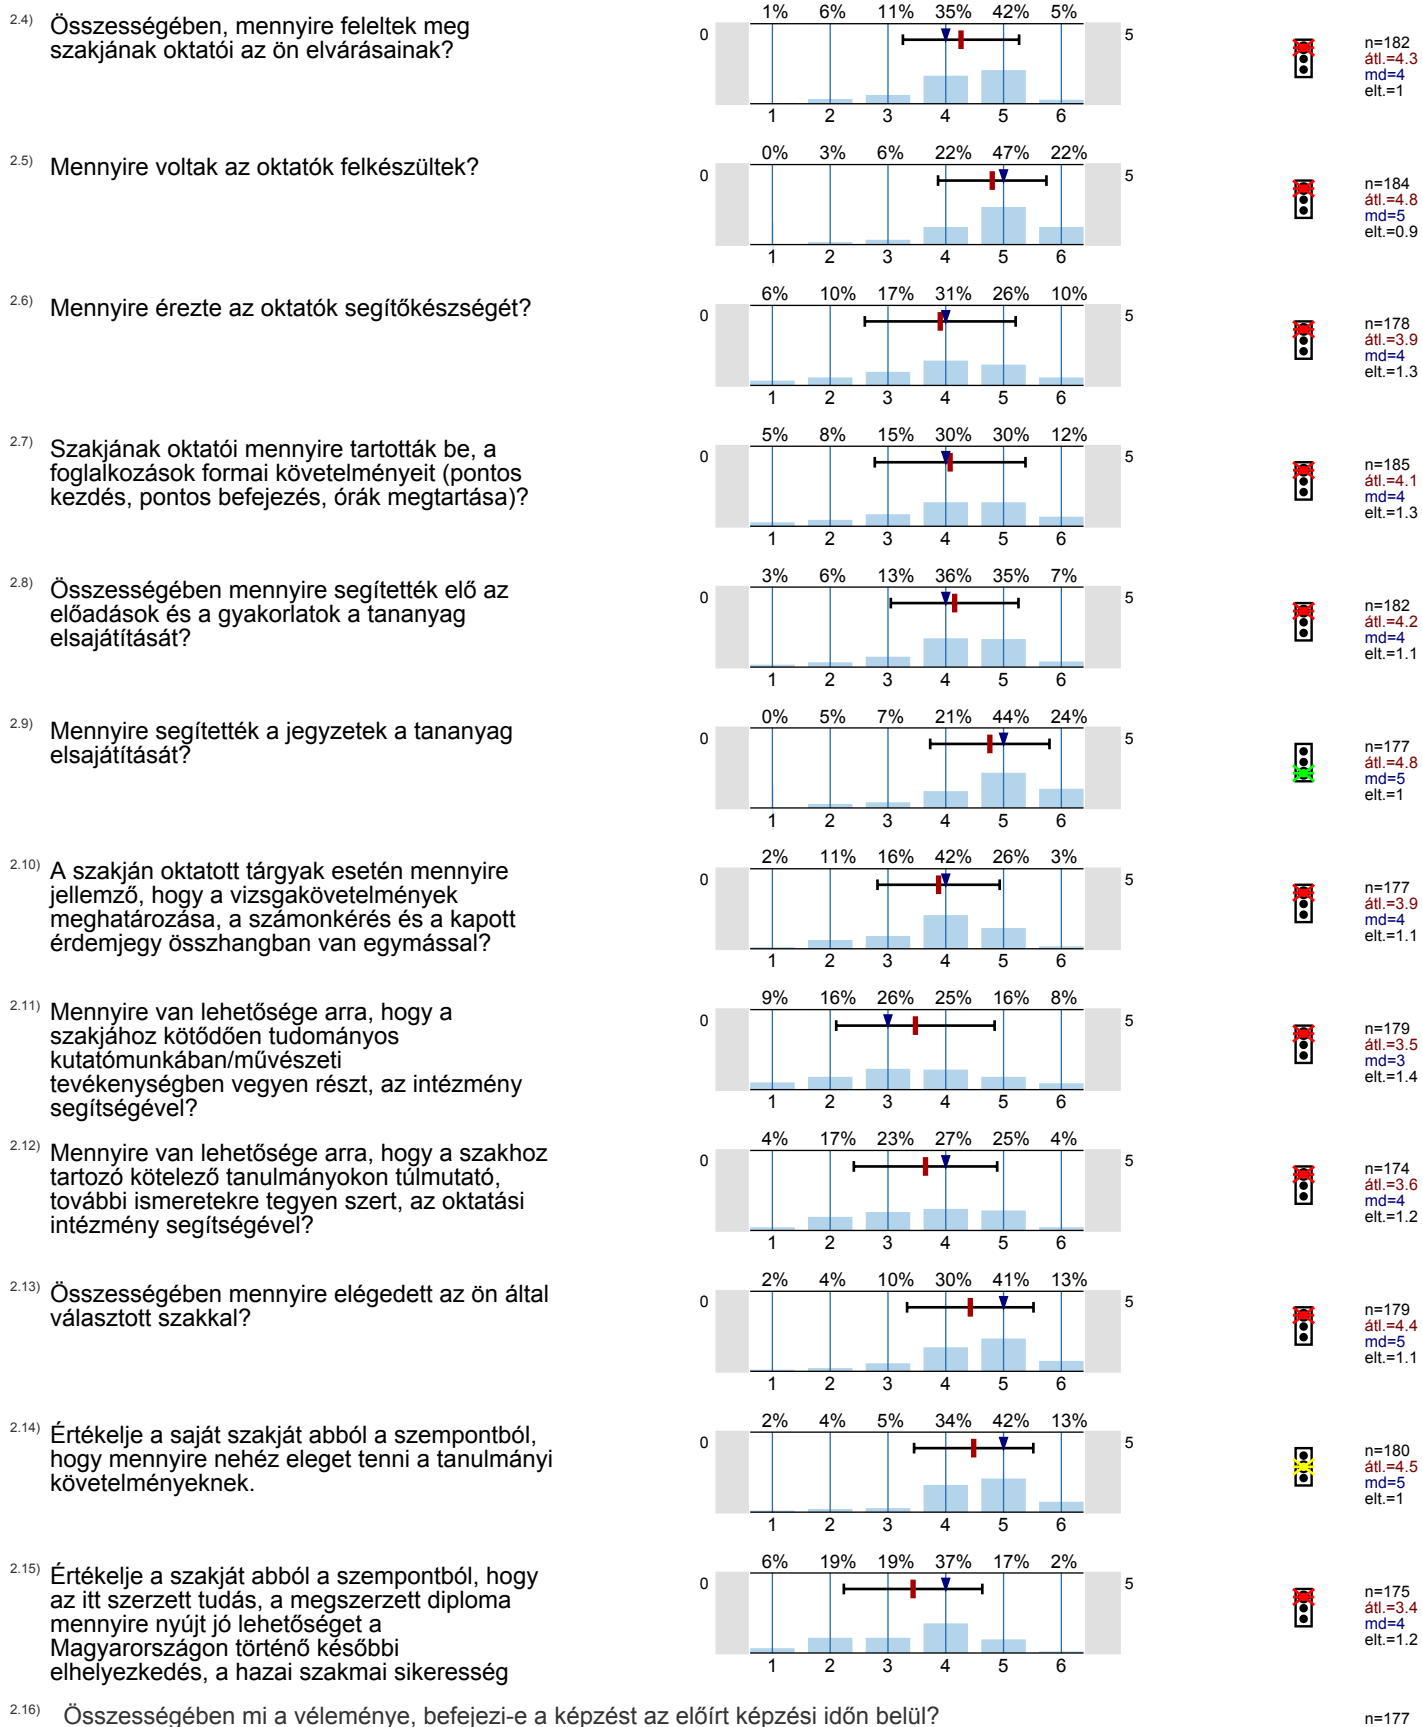 2.4) Összességében, mennyire feleltek meg
szakjának oktatói az ön elvárásainak?
1% 6% 11% 35% 42% 5%
0 5
1 2 3 4 5 6
n=182
átl.=4.3
md=4
elt.=1
2.5) Mennyire voltak az oktatók felkészültek?
0% 3% 6% 22% 47% 22%
0 5
1 2 3 4 5 6
n=184
átl.=4.8
md=5
elt.=0.9
2.6) Mennyire érezte az oktatók segítőkészségét?
6% 10% 17% 31% 26% 10%
0 5
1 2 3 4 5 6
n=178
átl.=3.9
md=4
elt.=1.3
2.7) Szakjának oktatói mennyire tartották be, a
foglalkozások formai követelményeit (pontos
kezdés, pontos befejezés, órák megtartása)?
5% 8% 15% 30% 30% 12%
0 5
1 2 3 4 5 6
n=185
átl.=4.1
md=4
elt.=1.3
2.8) Összességében mennyire segítették elő az
előadások és a gyakorlatok a tananyag
elsajátítását?
3% 6% 13% 36% 35% 7%
0 5
1 2 3 4 5 6
n=182
átl.=4.2
md=4
elt.=1.1
2.9) Mennyire segítették a jegyzetek a tananyag
elsajátítását?
0% 5% 7% 21% 44% 24%
0 5
1 2 3 4 5 6
n=177
átl.=4.8
md=5
elt.=1
2.10) A szakján oktatott tárgyak esetén mennyire
jellemző, hogy a vizsgakövetelmények
meghatározása, a számonkérés és a kapott
érdemjegy összhangban van egymással?
2% 11% 16% 42% 26% 3%
0 5
1 2 3 4 5 6
n=177
átl.=3.9
md=4
elt.=1.1
2.11) Mennyire van lehetősége arra, hogy a
szakjához kötődően tudományos
kutatómunkában/művészeti
tevékenységben vegyen részt, az intézmény
segítségével?
9% 16% 26% 25% 16% 8%
0 5
1 2 3 4 5 6
n=179
átl.=3.5
md=3
elt.=1.4
2.12) Mennyire van lehetősége arra, hogy a szakhoz
tartozó kötelező tanulmányokon túlmutató,
további ismeretekre tegyen szert, az oktatási
intézmény segítségével?
4% 17% 23% 27% 25% 4%
0 5
1 2 3 4 5 6
n=174
átl.=3.6
md=4
elt.=1.2
2.13) Összességében mennyire elégedett az ön által
választott szakkal?
2% 4% 10% 30% 41% 13%
0 5
1 2 3 4 5 6
n=179
átl.=4.4
md=5
elt.=1.1
2.14) Értékelje a saját szakját abból a szempontból,
hogy mennyire nehéz eleget tenni a tanulmányi
követelményeknek.
2% 4% 5% 34% 42% 13%
0 5
1 2 3 4 5 6
n=180
átl.=4.5
md=5
elt.=1
2.15) Értékelje a szakját abból a szempontból, hogy
az itt szerzett tudás, a megszerzett diploma
mennyire nyújt jó lehetőséget a
Magyarországon történő későbbi
elhelyezkedés, a hazai szakmai sikeresség
6% 19% 19% 37% 17% 2%
0 5
1 2 3 4 5 6
n=175
átl.=3.4
md=4
elt.=1.2
2.16) Összességében mi a véleménye, befejezi-e a képzést az előírt képzési időn belül?
n=177